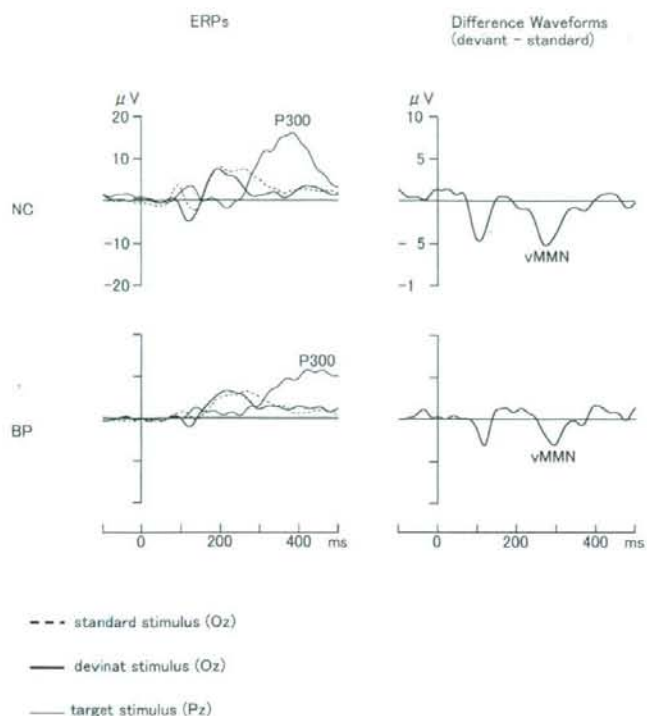 ERPs
Difference Waveforms
(deviant - standard)
μV
μV
20
10
0
-10
-20
P300
10
5
0
- 5
-1
vMMN
NC
P300
vMMN
BP
0 200 400 ms
0 200 400 ms
standard stimulus (Oz)
devinat stimulus (Oz)
target stimulus (Pz)